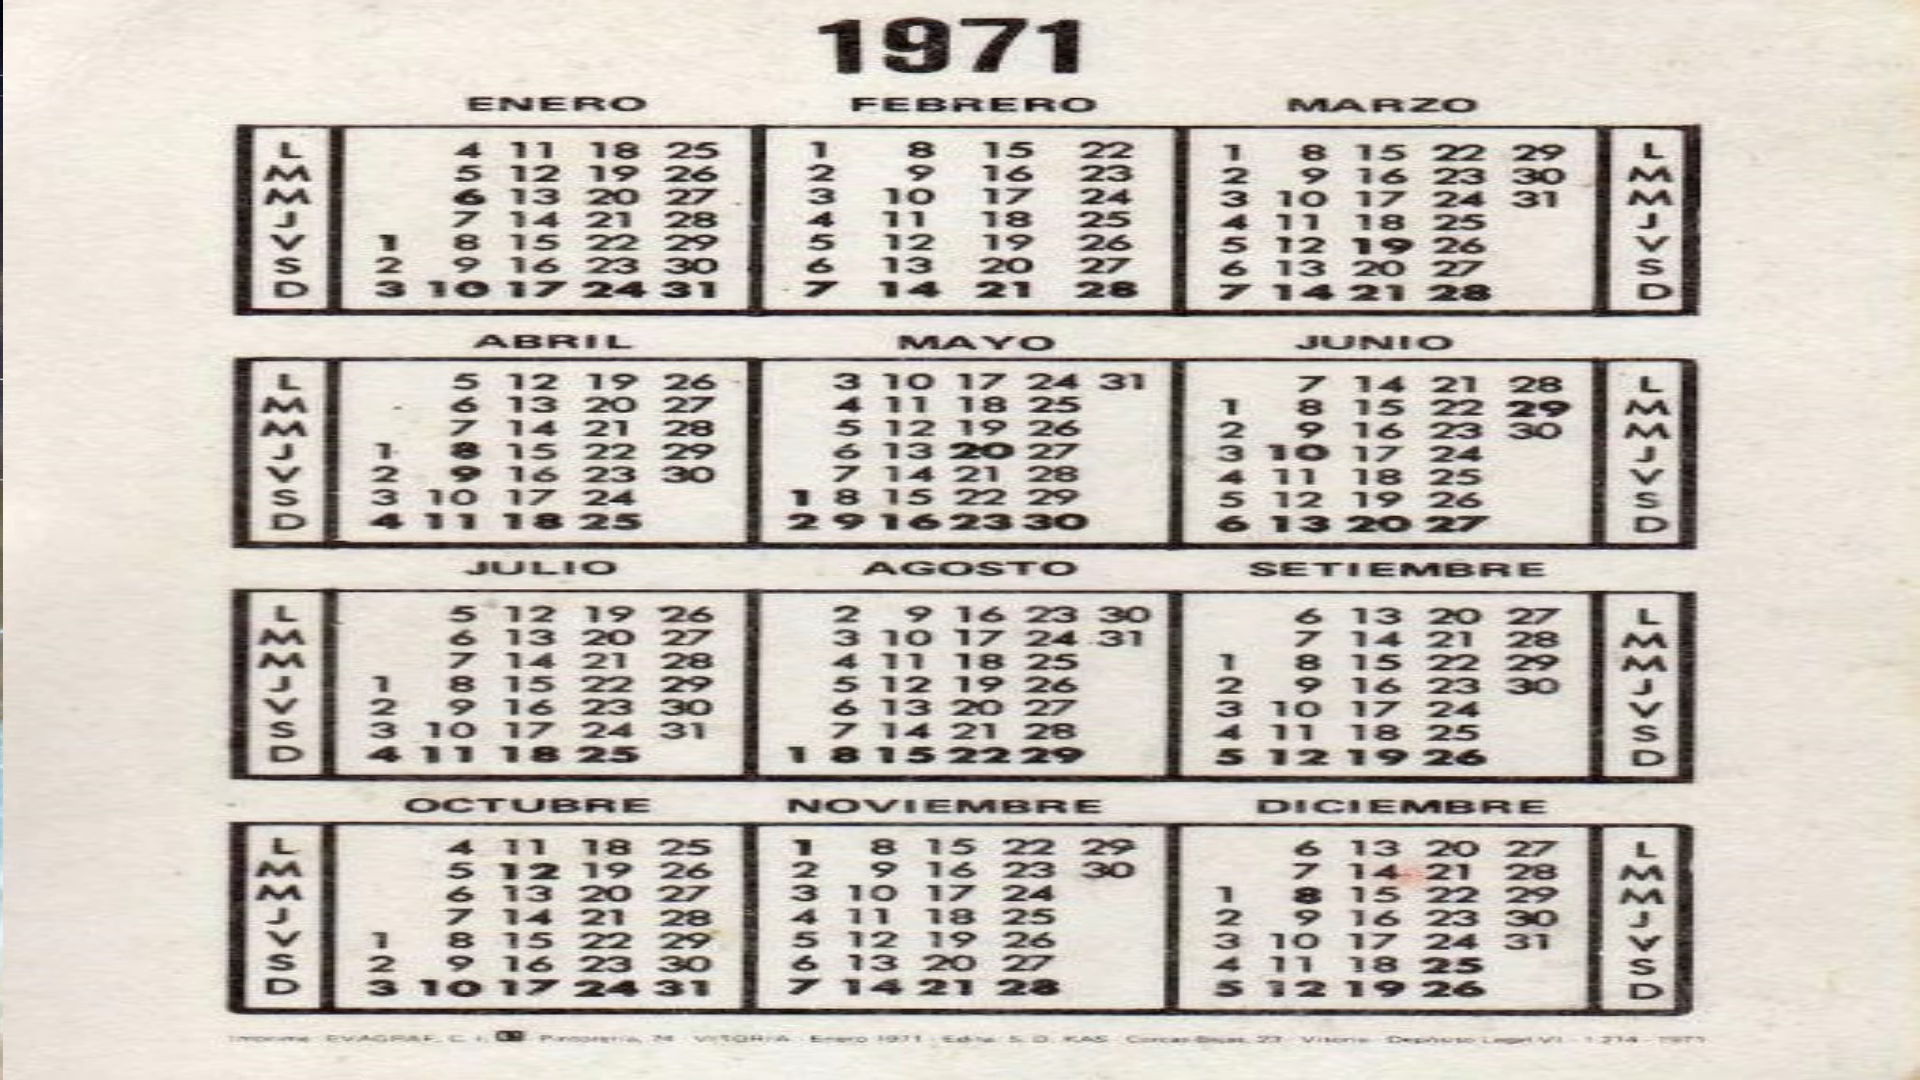 1971
ENERO FEBRERO MARZO
L 4 11 18 25 1 8 15 22 1 8 15 22 29 L
M 5 12 19 26 2 9 16 23 2 9 16 23 30 M
M 6 13 20 27 3 10 17 24 3 10 17 24 31 M
J 7 14 21 28 4 11 18 25 4 11 18 25 J
V 1 8 15 22 29 5 12 19 26 5 12 19 26 V
S 2 9 16 23 30 6 13 20 27 6 13 20 27 S
D 3 10 17 24 31 7 14 21 28 7 14 21 28 D
ABRIL MAYO JUNIO
L 5 12 19 26 3 10 17 24 31 7 14 21 28 L
M 6 13 20 27 4 11 18 25 1 8 15 22 29 M
M 7 14 21 28 5 12 19 26 2 9 16 23 30 M
J 1 8 15 22 29 6 13 20 27 3 10 17 24 J
V 2 9 16 23 30 7 14 21 28 4 11 18 25 V
S 3 10 17 24 1 8 15 22 29 5 12 19 26 S
D 4 11 18 25 2 9 16 23 30 6 13 20 27 D
JULIO AGOSTO SETIEMBRE
L 5 12 19 26 2 9 16 23 30 6 13 20 27 L
M 6 13 20 27 3 10 17 24 31 7 14 21 28 M
M 7 14 21 28 4 11 18 25 1 8 15 22 29 M
J 1 8 15 22 29 5 12 19 26 2 9 16 23 30 J
V 2 9 16 23 30 6 13 20 27 3 10 17 24 V
S 3 10 17 24 31 7 14 21 28 4 11 18 25 S
D 4 11 18 25 1 8 15 22 29 5 12 19 26 D
OCTUBRE NOVIEMBRE DICIEMBRE
L 4 11 18 25 1 8 15 22 29 6 13 20 27 L
M 5 12 19 26 2 9 16 23 30 7 14 21 28 M
M 6 13 20 27 3 10 17 24 1 8 15 22 29 M
J 7 14 21 28 4 11 18 25 2 9 16 23 30 J
V 1 8 15 22 29 5 12 19 26 3 10 17 24 31 V
S 2 9 16 23 30 6 13 20 27 4 11 18 25 S
D 3 10 17 24 31 7 14 21 28 5 12 19 26 D
VITORIA - Enero 1971 - KAS 23 - Vitoria - Depósito Legal VI - 1.214 - 1971